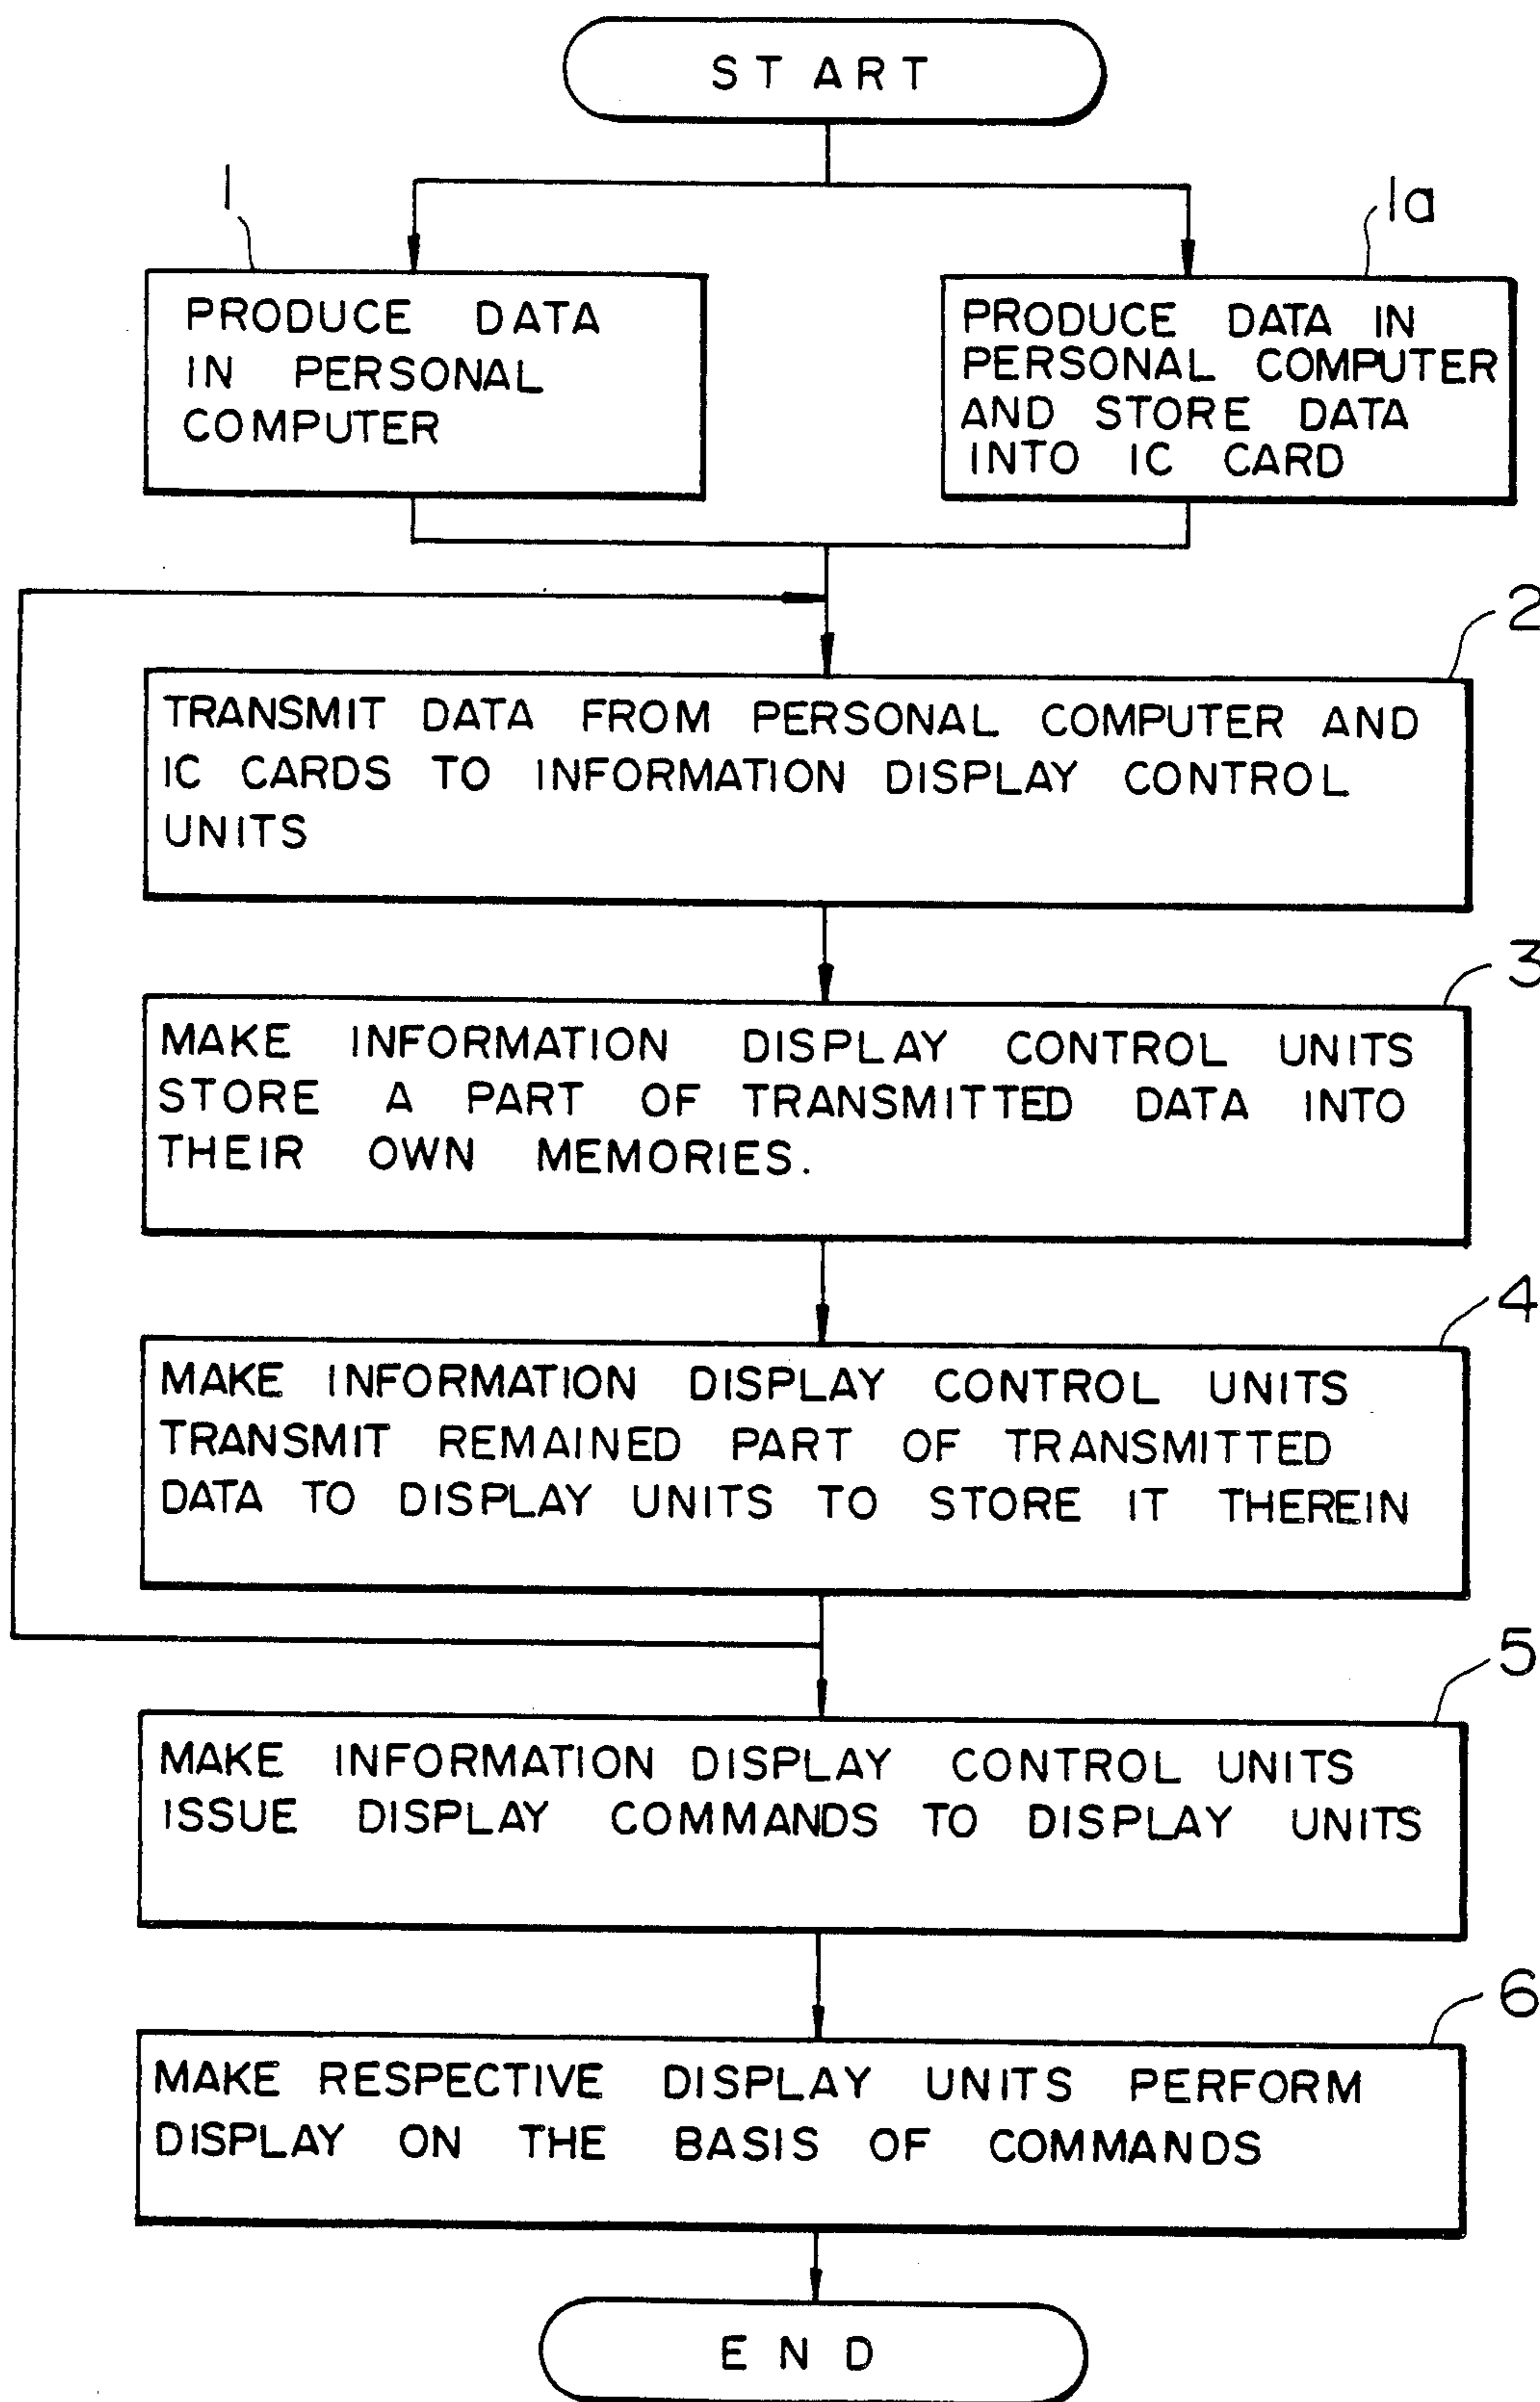 START
1
1a
PRODUCE DATA
IN PERSONAL
COMPUTER
PRODUCE DATA IN
PERSONAL COMPUTER
AND STORE DATA
INTO IC CARD
2
TRANSMIT DATA FROM PERSONAL COMPUTER AND
IC CARDS TO INFORMATION DISPLAY CONTROL
UNITS
3
MAKE INFORMATION DISPLAY CONTROL UNITS
STORE A PART OF TRANSMITTED DATA INTO
THEIR OWN MEMORIES.
4
MAKE INFORMATION DISPLAY CONTROL UNITS
TRANSMIT REMAINED PART OF TRANSMITTED
DATA TO DISPLAY UNITS TO STORE IT THEREIN
5
MAKE INFORMATION DISPLAY CONTROL UNITS
ISSUE DISPLAY COMMANDS TO DISPLAY UNITS
6
MAKE RESPECTIVE DISPLAY UNITS PERFORM
DISPLAY ON THE BASIS OF COMMANDS
END